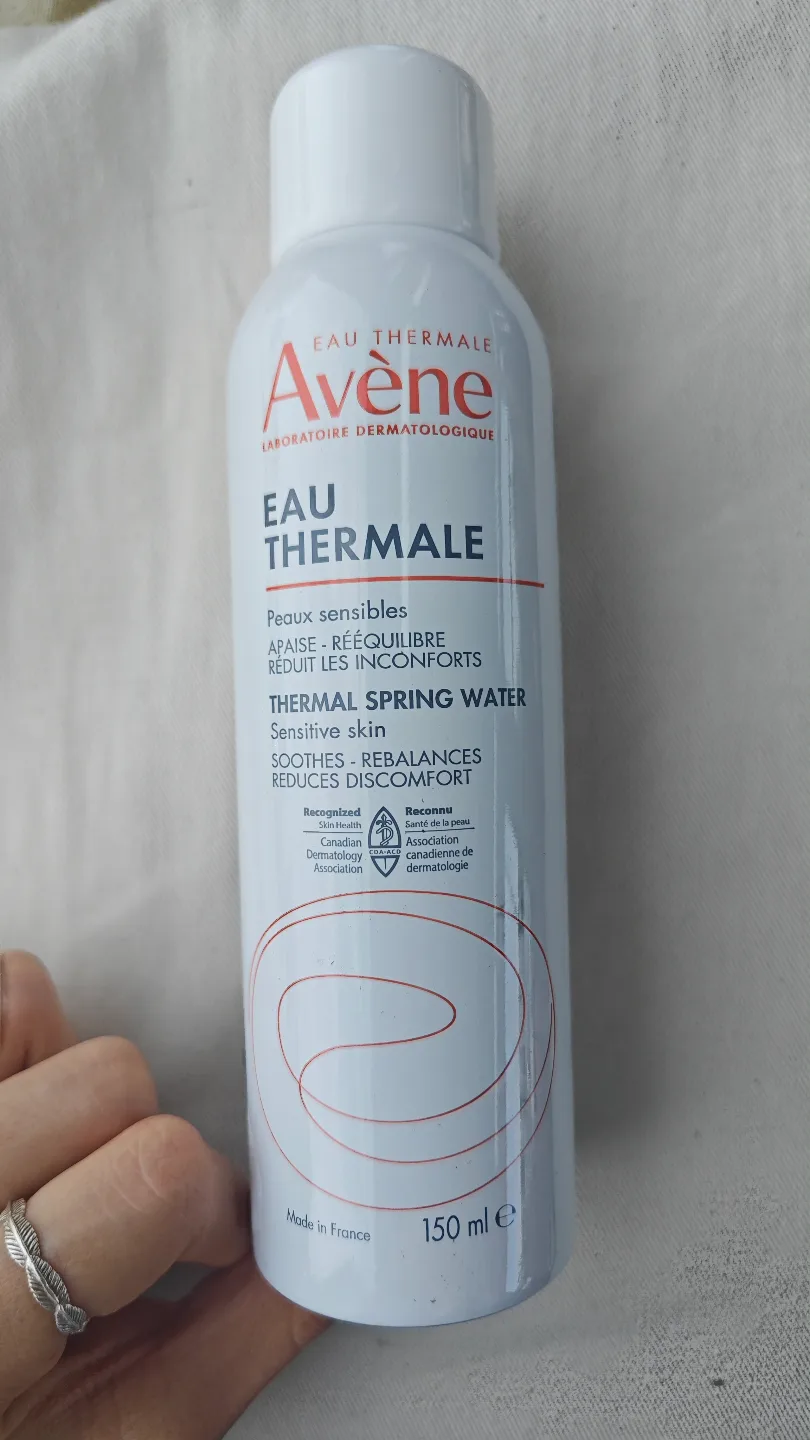 EAU THERMALE
Avène
LABORATOIRE DERMATOLOGIQUE
EAU
THERMALE
Peaux sensibles
APAISE - RÉÉQUILIBRE
RÉDUIT LES INCONFORTS
THERMAL SPRING WATER
Sensitive skin
SOOTHES - REBALANCES
REDUCES DISCOMFORT
Recognized
Skin Health
Canadian
Dermatology
Association
CDA-ACD
Reconnu
Santé de la peau
Association
canadienne de
dermatologie
Made in France
150 ml e